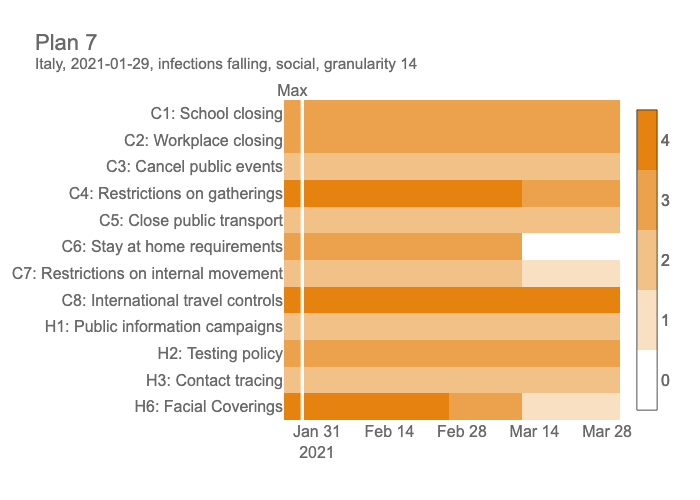 Plan 7
Italy, 2021-01-29, infections falling, social, granularity 14
Max
C1: School closing
C2: Workplace closing
C3: Cancel public events
C4: Restrictions on gatherings
C5: Close public transport
C6: Stay at home requirements
C7: Restrictions on internal movement
C8: International travel controls
H1: Public information campaigns
H2: Testing policy
H3: Contact tracing
H6: Facial Coverings
Jan 31 Feb 14 Feb 28 Mar 14 Mar 28
2021
4
3
2
1
0